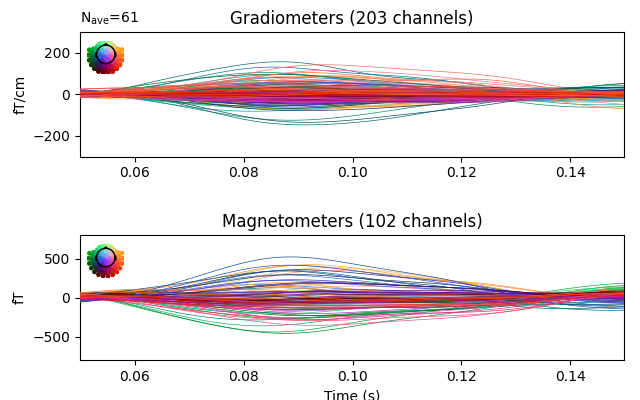 N_ave=61
Gradiometers (203 channels)
fT/cm
200
0
−200
0.06 0.08 0.10 0.12 0.14
Magnetometers (102 channels)
fT
500
0
−500
0.06 0.08 0.10 0.12 0.14
Time (s)